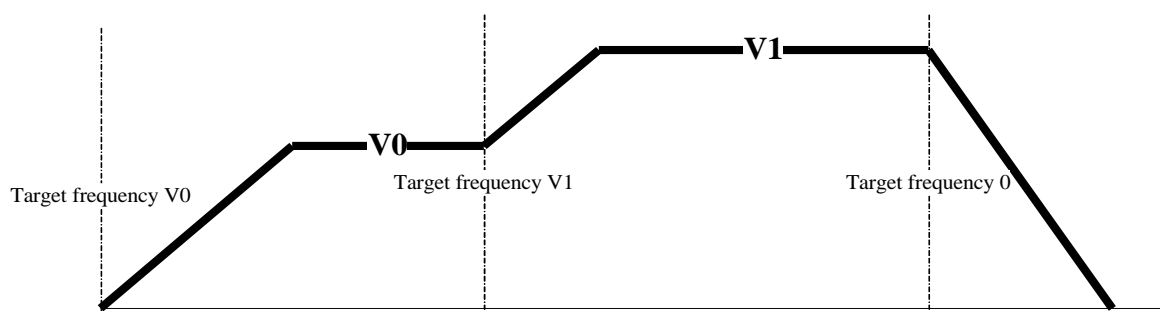 V1
V0
Target frequency V0
Target frequency V1
Target frequency 0